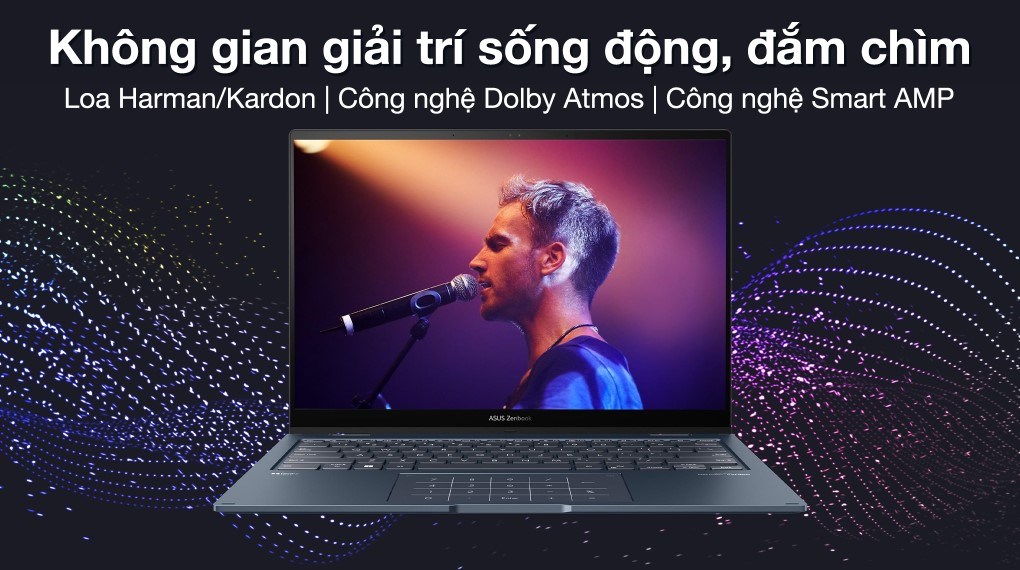 Không gian giải trí sống động, đắm chìm
Loa Harman/Kardon | Công nghệ Dolby Atmos | Công nghệ Smart AMP
ASUS Zenbook